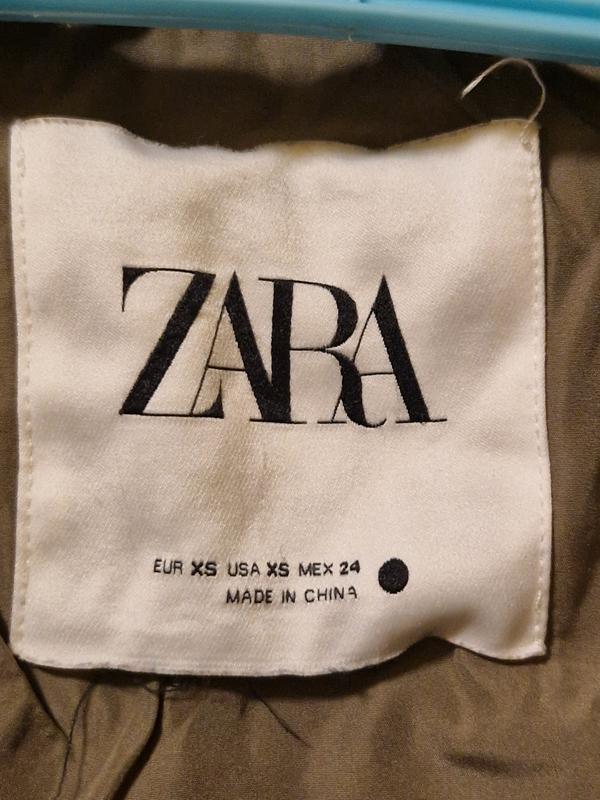 ZARA
EUR XS USA XS MEX 24
MADE IN CHINA